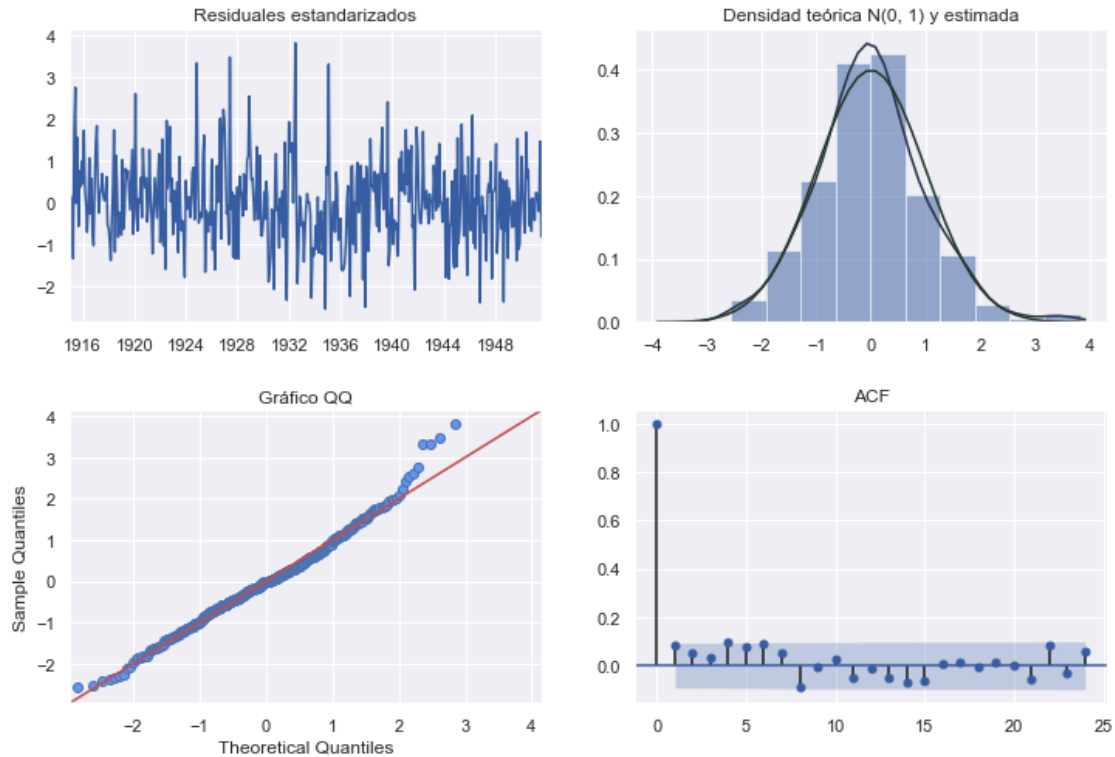 Residuales estandarizados
4
3
2
1
0
−1
−2
1916 1920 1924 1928 1932 1936 1940 1944 1948
Densidad teórica N(0, 1) y estimada
0.4
0.3
0.2
0.1
0.0
−4 −3 −2 −1 0 1 2 3 4
Gráfico QQ
Sample Quantiles
4
3
2
1
0
−1
−2
−2 −1 0 1 2 3 4
Theoretical Quantiles
ACF
1.0
0.8
0.6
0.4
0.2
0.0
0 5 10 15 20 25